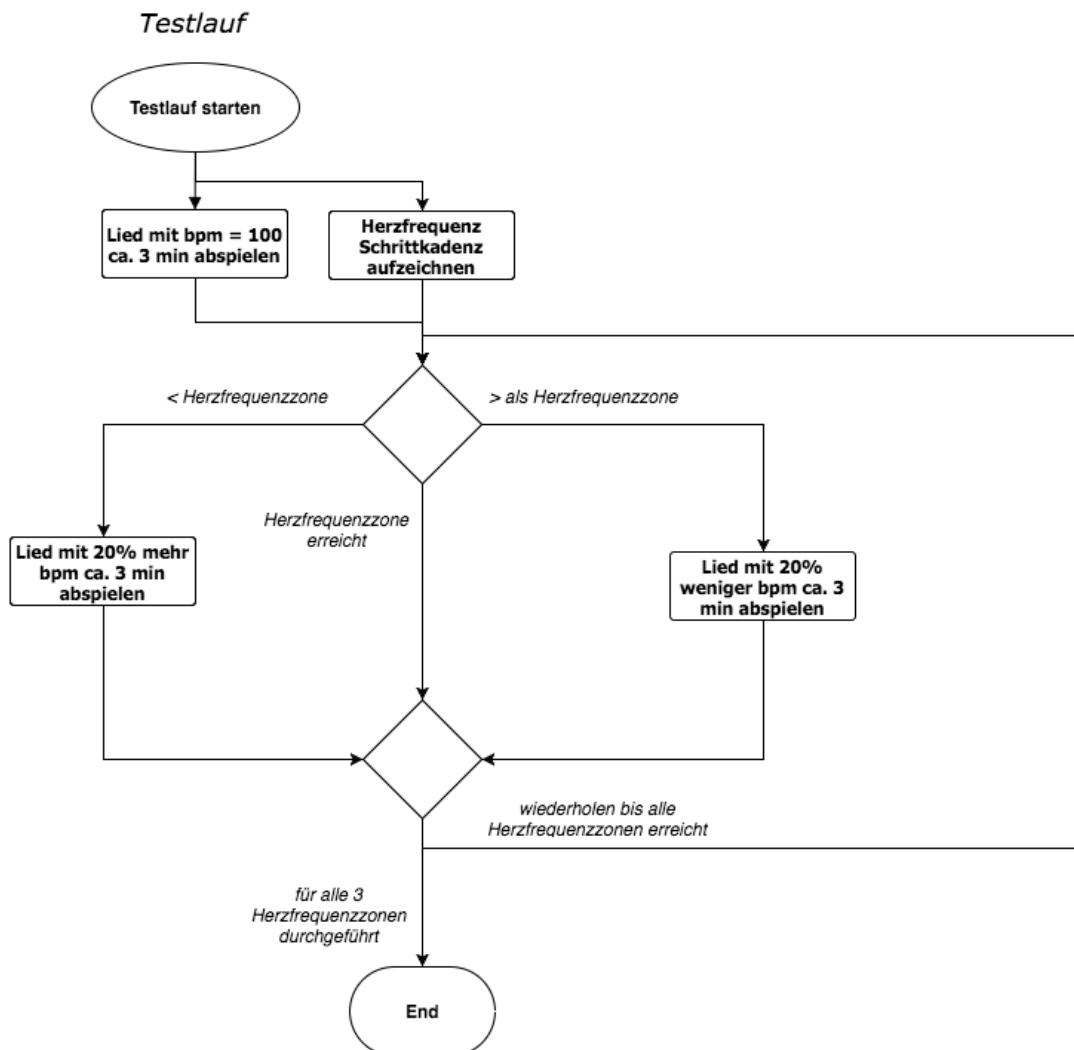 Testlauf
Testlauf starten
Lied mit bpm = 100
ca. 3 min abspielen
Herzfrequenz
Schrittkadenz
aufzeichnen
< Herzfrequenzzone
> als Herzfrequenzzone
Herzfrequenzzone
erreicht
Lied mit 20% mehr
bpm ca. 3 min
abspielen
Lied mit 20%
weniger bpm ca. 3
min abspielen
wiederholen bis alle
Herzfrequenzzonen erreicht
für alle 3
Herzfrequenzzonen
durchgeführt
End